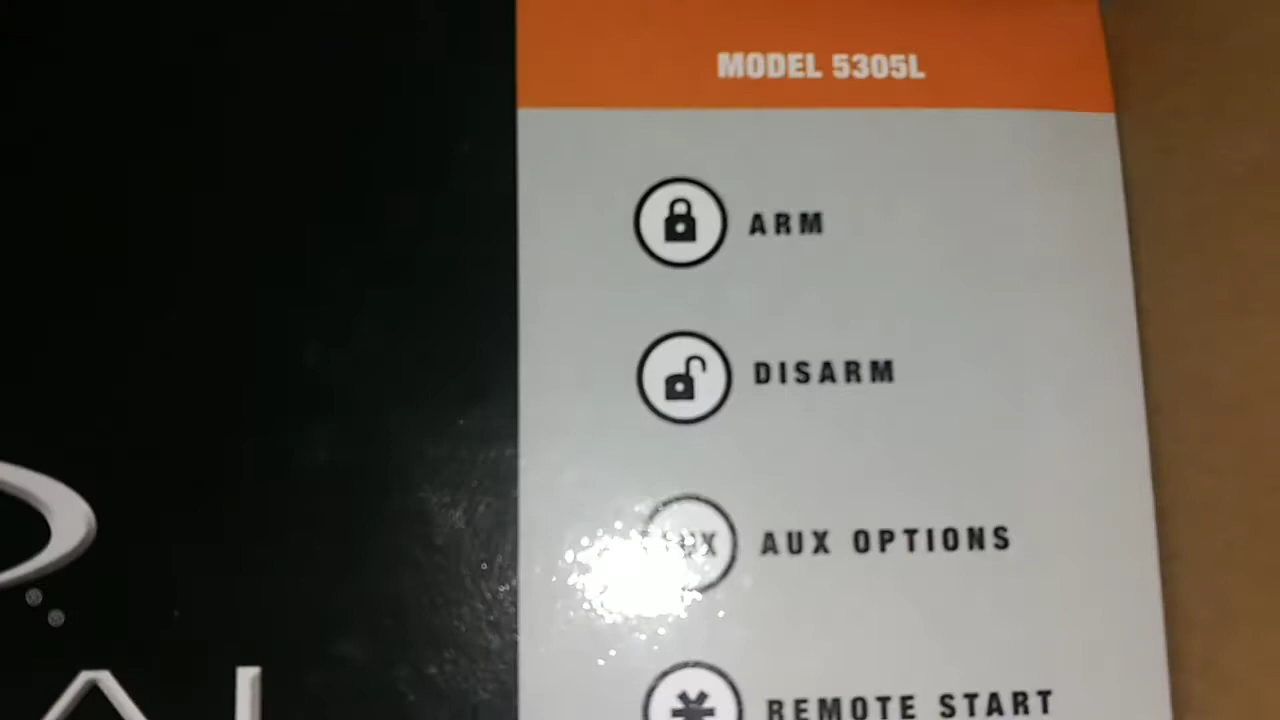 MODEL 5305L
ARM
DISARM
AUX OPTIONS
REMOTE START